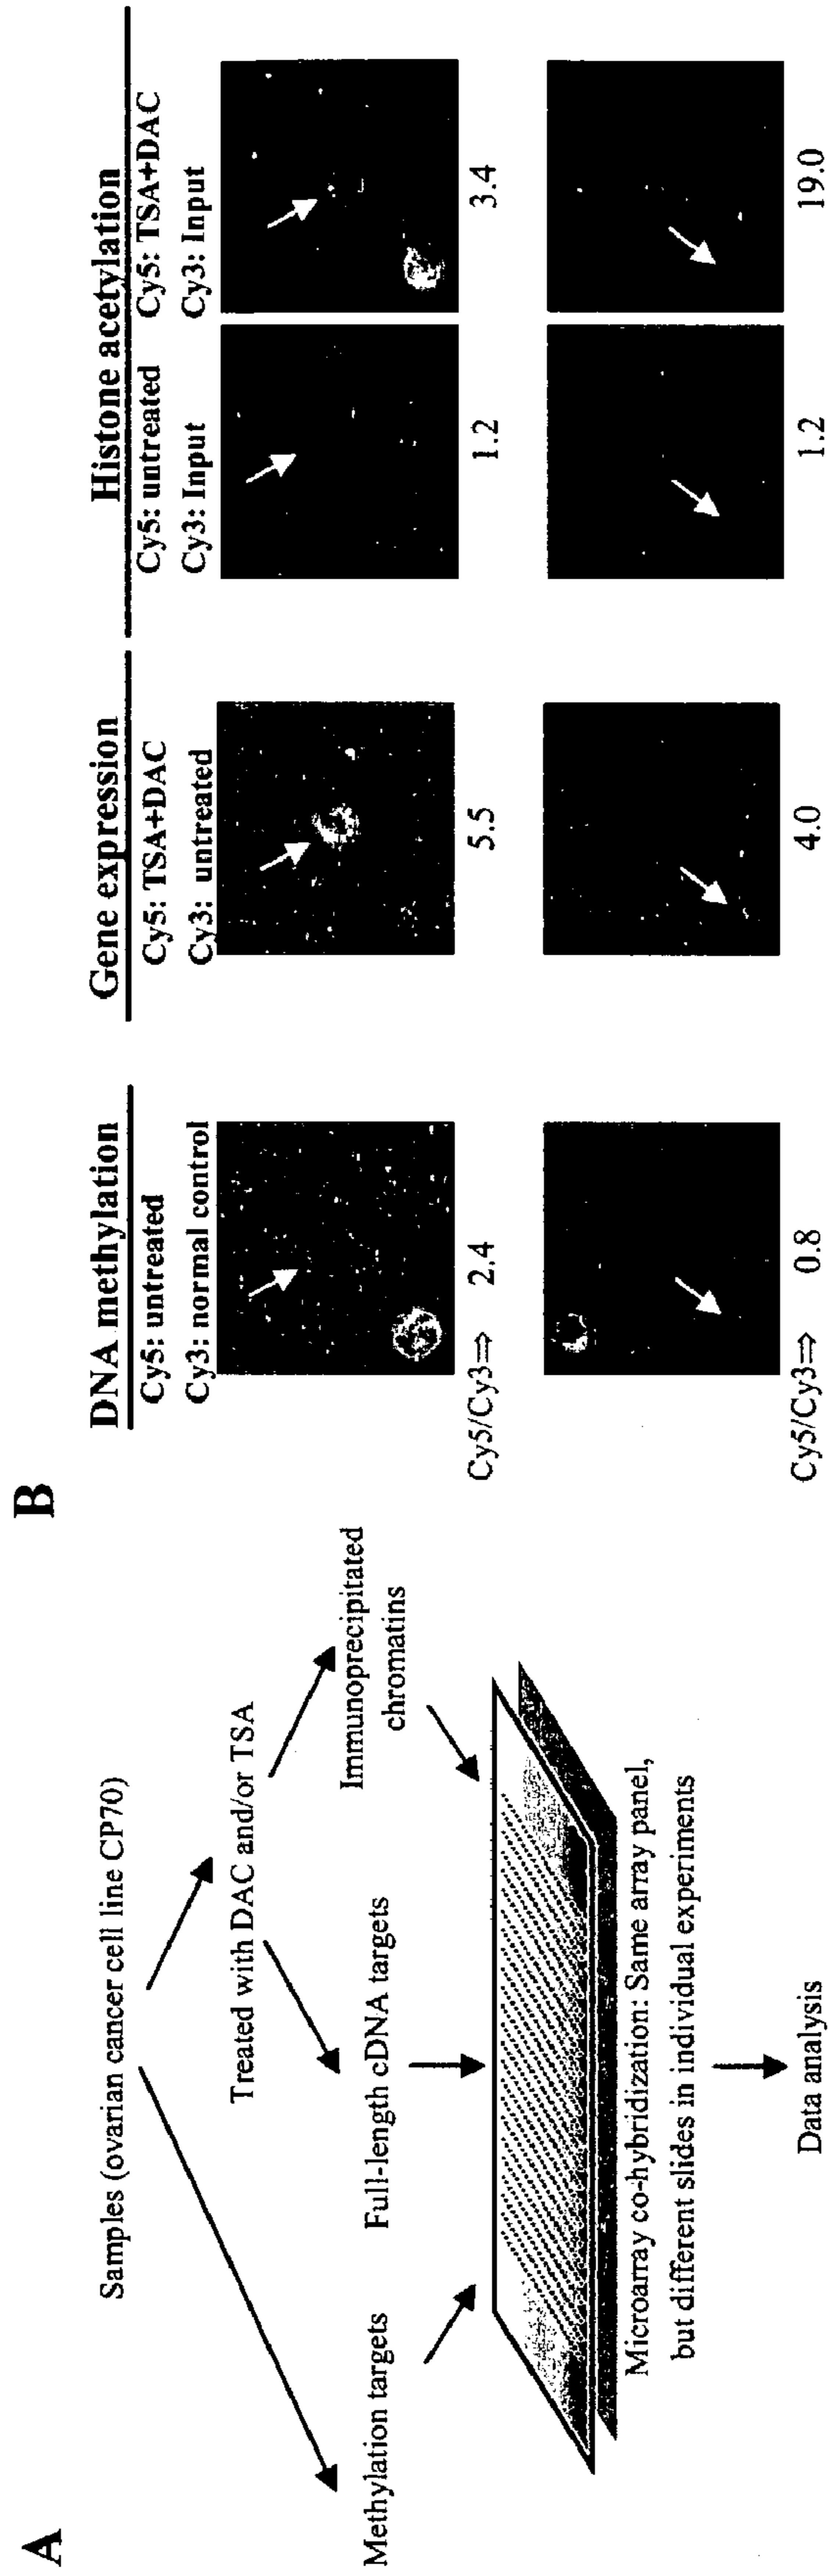 A
Samples (ovarian cancer cell line CP70)
Treated with DAC and/or TSA
Methylation targets
Full-length cDNA targets
Immunoprecipitated
chromatins
Microarray co-hybridization: Same array panel,
but different slides in individual experiments
Data analysis
B
DNA methylation
Cy5: untreated
Cy3: normal control
Cy5/Cy3⇒ 2.4
Cy5/Cy3⇒ 0.8
Gene expression
Cy5: TSA+DAC
Cy3: untreated
5.5
4.0
Histone acetylation
Cy5: untreated
Cy3: Input
1.2
1.2
Cy5: TSA+DAC
Cy3: Input
3.4
19.0